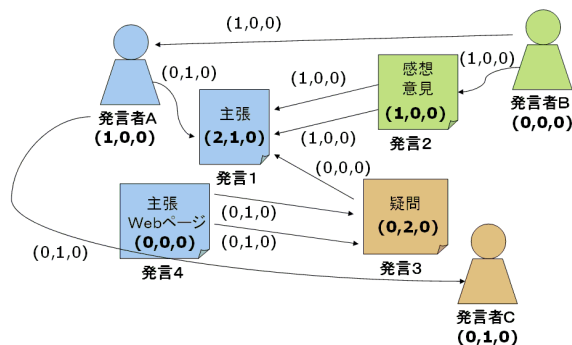 (1,0,0)
(0,1,0)
(1,0,0)
感想
意見
(1,0,0)
(1,0,0)
発言者A
(1,0,0)
主張
(2,1,0)
発言1
(1,0,0)
発言2
発言者B
(0,0,0)
(0,0,0)
主張
Webページ
(0,0,0)
発言4
(0,1,0)
(0,1,0)
疑問
(0,2,0)
発言3
(0,1,0)
発言者C
(0,1,0)